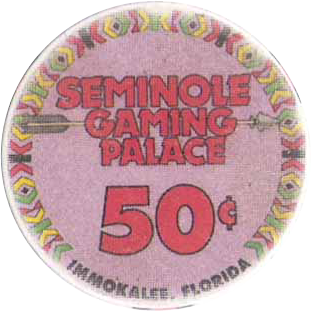 SEMINOLE
GAMING
PALACE
50¢
IMMOKALEE, FLORIDA